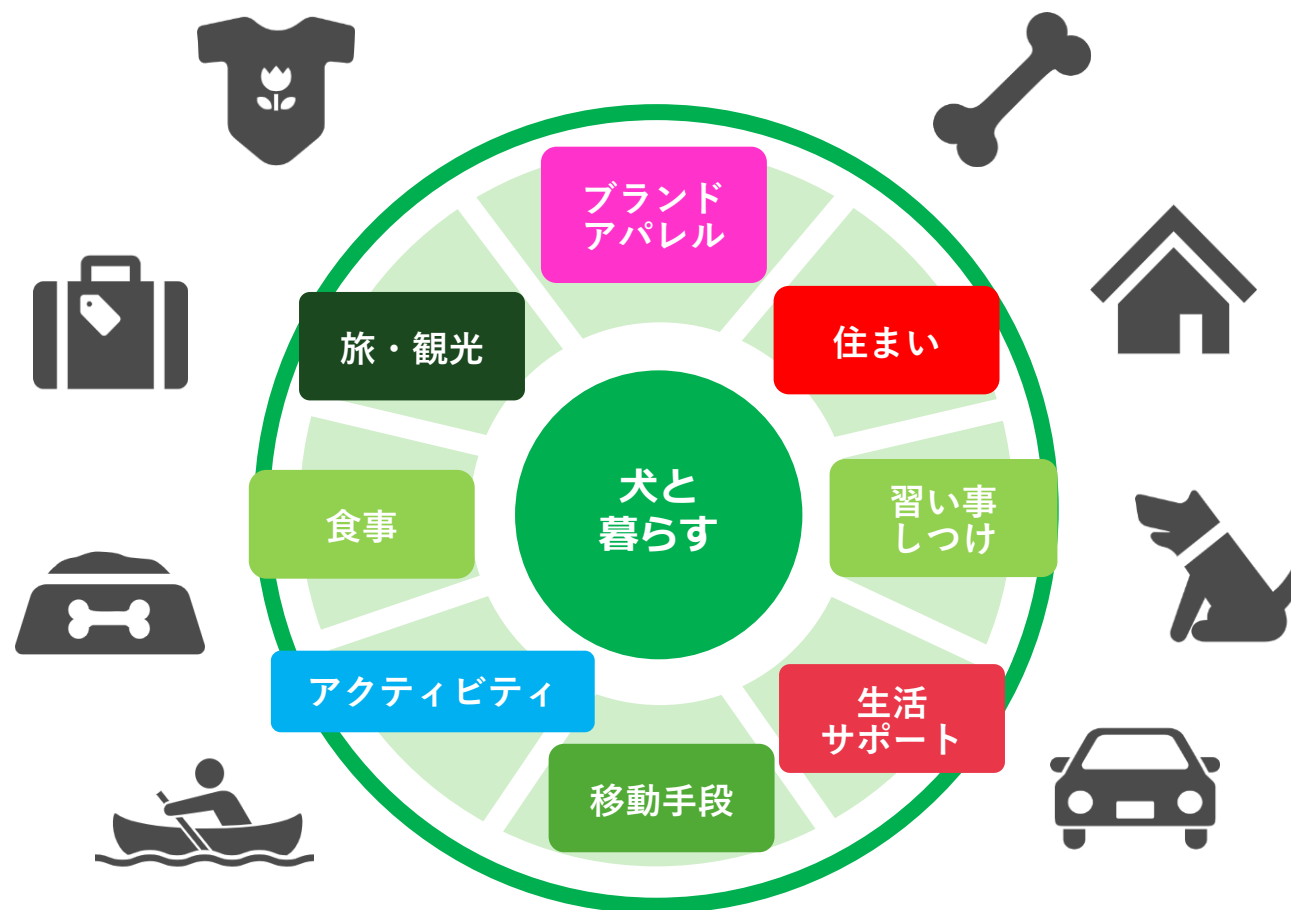 ブランド
アパレル
旅・観光
住まい
犬と
暮らす
食事
習い事
しつけ
アクティビティ
生活
サポート
移動手段